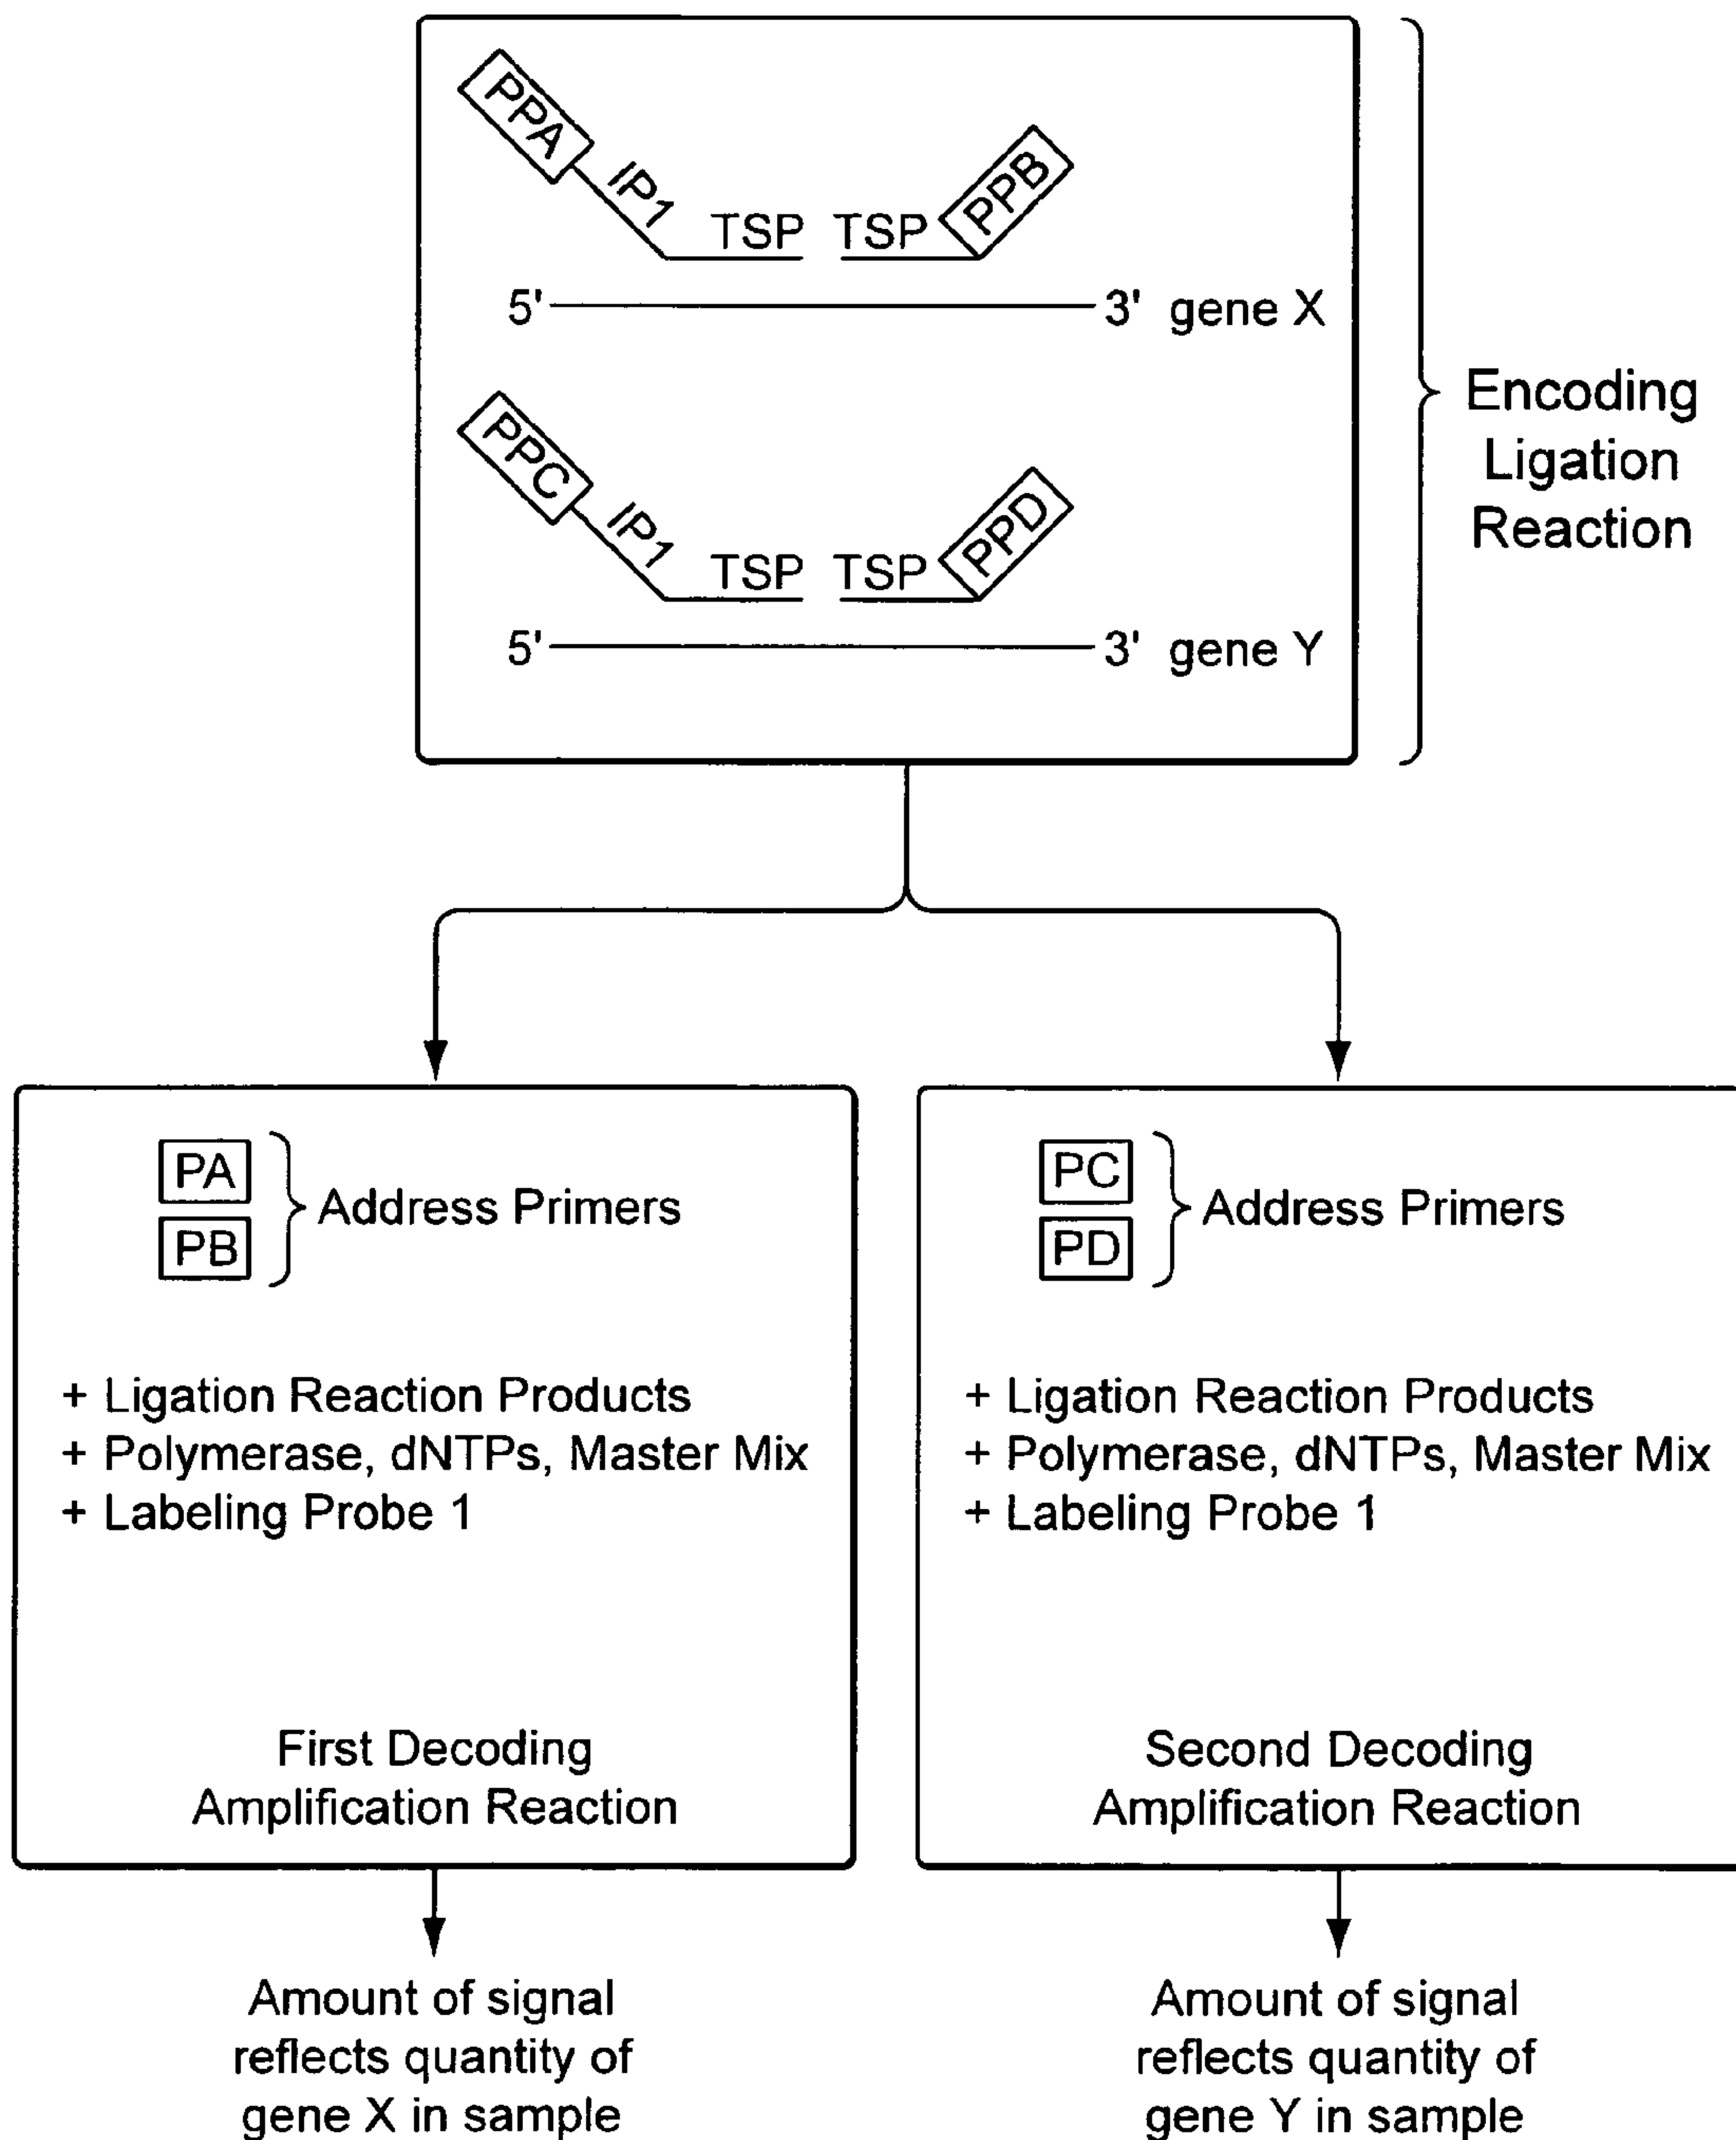 PPA
IP1
TSP
TSP
PPB
5'
3' gene X
PPC
IP1
TSP
TSP
PPD
5'
3' gene Y
Encoding
Ligation
Reaction
PA
PB
Address Primers
+ Ligation Reaction Products
+ Polymerase, dNTPs, Master Mix
+ Labeling Probe 1
First Decoding
Amplification Reaction
PC
PD
Address Primers
+ Ligation Reaction Products
+ Polymerase, dNTPs, Master Mix
+ Labeling Probe 1
Second Decoding
Amplification Reaction
Amount of signal
reflects quantity of
gene X in sample
Amount of signal
reflects quantity of
gene Y in sample